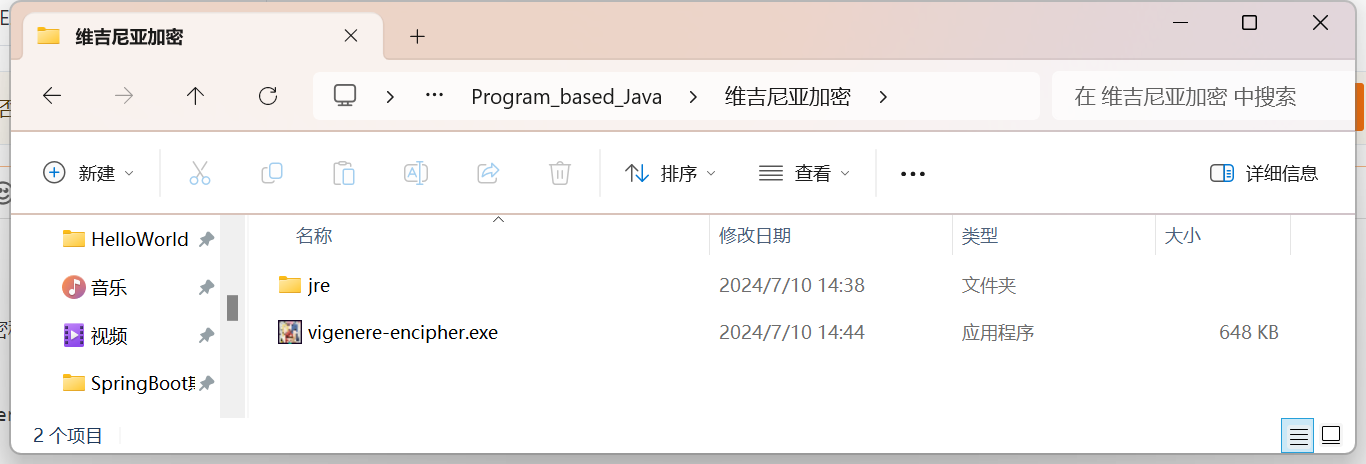 维吉尼亚加密
Program_based_Java
维吉尼亚加密
在 维吉尼亚加密 中搜索
新建
排序
查看
详细信息
名称 修改日期 类型 大小
HelloWorld
音乐
视频
SpringBoot
jre 2024/7/10 14:38 文件夹
vigenere-encipher.exe 2024/7/10 14:44 应用程序 648 KB
2 个项目